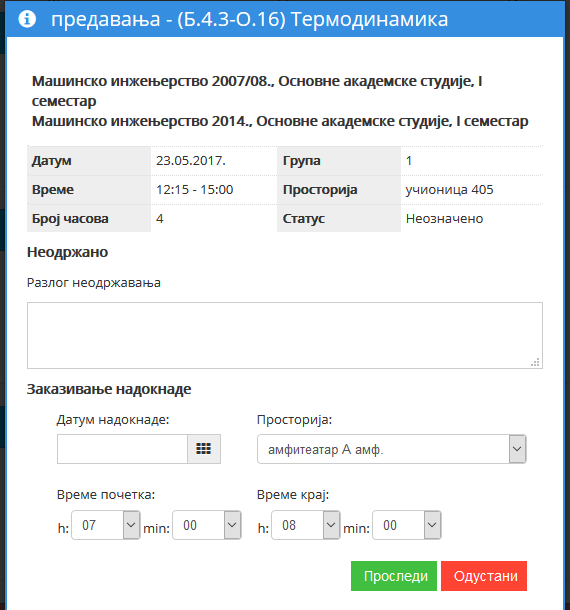 предавања - (Б.4.3-О.16) Термодинамика
Машинско инжењерство 2007/08., Основне академске студије, I
семестар
Машинско инжењерство 2014., Основне академске студије, I семестар
Датум 23.05.2017. Група 1
Време 12:15 - 15:00 Просторија учионица 405
Број часова 4 Статус Неозначено
Неодржано
Разлог неодржавања
Заказивање надокнаде
Датум надокнаде: Просторија:
амфитеатар А амф.
Време почетка: Време крај:
h: 07 min: 00 h: 08 min: 00
Проследи Одустани